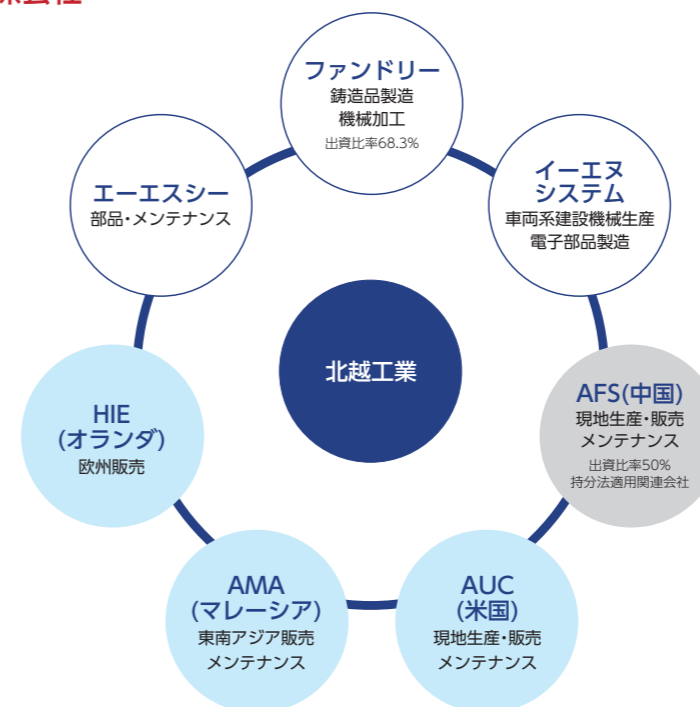 ファンドリー
鋳造品製造
機械加工
出資比率68.3%
エーエスシー
部品・メンテナンス
イーエヌ
システム
車両系建設機械生産
電子部品製造
北越工業
HIE
(オランダ)
欧州販売
AFS(中国)
現地生産・販売
メンテナンス
出資比率50%
持分法適用関連会社
AMA
(マレーシア)
東南アジア販売
メンテナンス
AUC
(米国)
現地生産・販売
メンテナンス